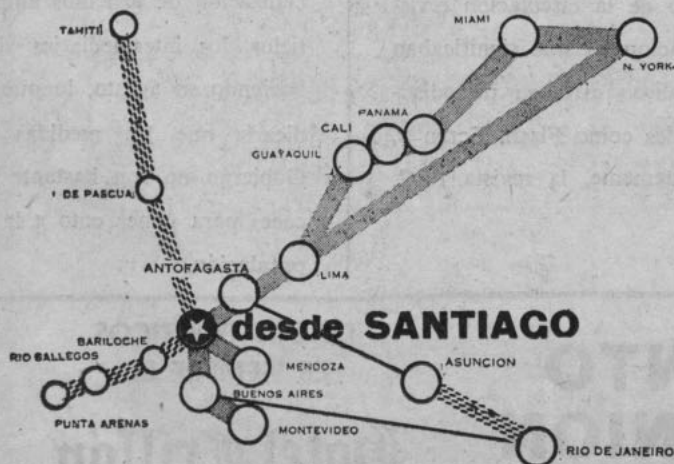 TAHITI
MIAMI
N. YORK
PANAMA
CALI
GUAYAQUIL
DE PASCUA
ANTOFAGASTA
LIMA
desde SANTIAGO
BARILOCHE
RIO GALLEGOS
MENDOZA
ASUNCION
PUNTA ARENAS
BUENOS AIRES
MONTEVIDEO
RIO DE JANEIRO